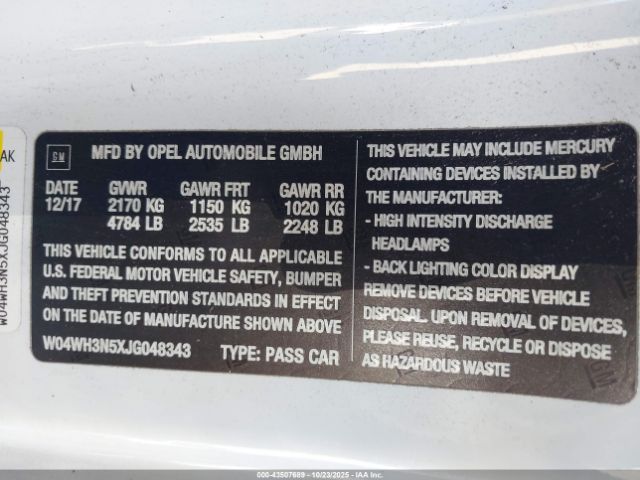 GM
MFD BY OPEL AUTOMOBILE GMBH
DATE GVWR GAWR FRT GAWR RR
12/17 2170 KG 1150 KG 1020 KG
4784 LB 2535 LB 2248 LB
THIS VEHICLE CONFORMS TO ALL APPLICABLE
U.S. FEDERAL MOTOR VEHICLE SAFETY, BUMPER
AND THEFT PREVENTION STANDARDS IN EFFECT
ON THE DATE OF MANUFACTURE SHOWN ABOVE
W04WH3N5XJG048343 TYPE: PASS CAR
THIS VEHICLE MAY INCLUDE MERCURY
CONTAINING DEVICES INSTALLED BY
THE MANUFACTURER:
- HIGH INTENSITY DISCHARGE
HEADLAMPS
- BACK LIGHTING COLOR DISPLAY
REMOVE DEVICES BEFORE VEHICLE
DISPOSAL. UPON REMOVAL OF DEVICES,
PLEASE REUSE, RECYCLE OR DISPOSE
AS HAZARDOUS WASTE
AK
W04WH3N5XJG048343
000-43507689 - 10/23/2025 - IAAI, Inc.